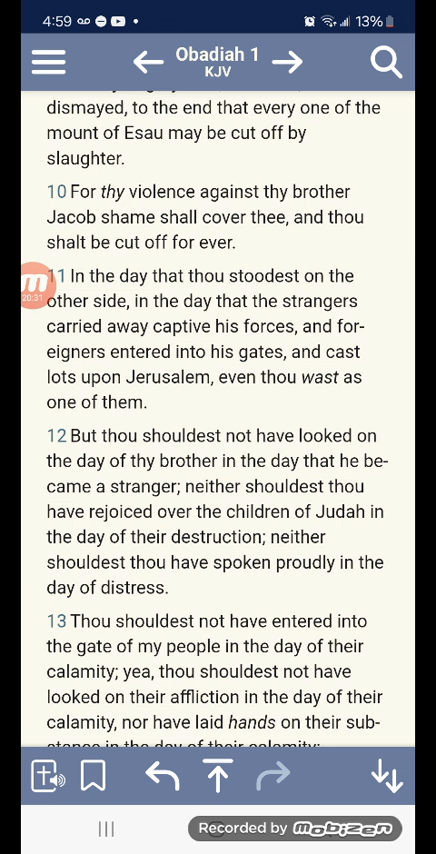 4:59
13%
Obadiah 1
KJV
dismayed, to the end that every one of the
mount of Esau may be cut off by
slaughter.
10 For thy violence against thy brother
Jacob shame shall cover thee, and thou
shalt be cut off for ever.
11 In the day that thou stoodest on the
other side, in the day that the strangers
carried away captive his forces, and for-
eigners entered into his gates, and cast
lots upon Jerusalem, even thou wast as
one of them.
12 But thou shouldest not have looked on
the day of thy brother in the day that he be-
came a stranger; neither shouldest thou
have rejoiced over the children of Judah in
the day of their destruction; neither
shouldest thou have spoken proudly in the
day of distress.
13 Thou shouldest not have entered into
the gate of my people in the day of their
calamity; yea, thou shouldest not have
looked on their affliction in the day of their
calamity, nor have laid hands on their sub-
stance in the day of their calamity;
m
20:31
Recorded by mobizen